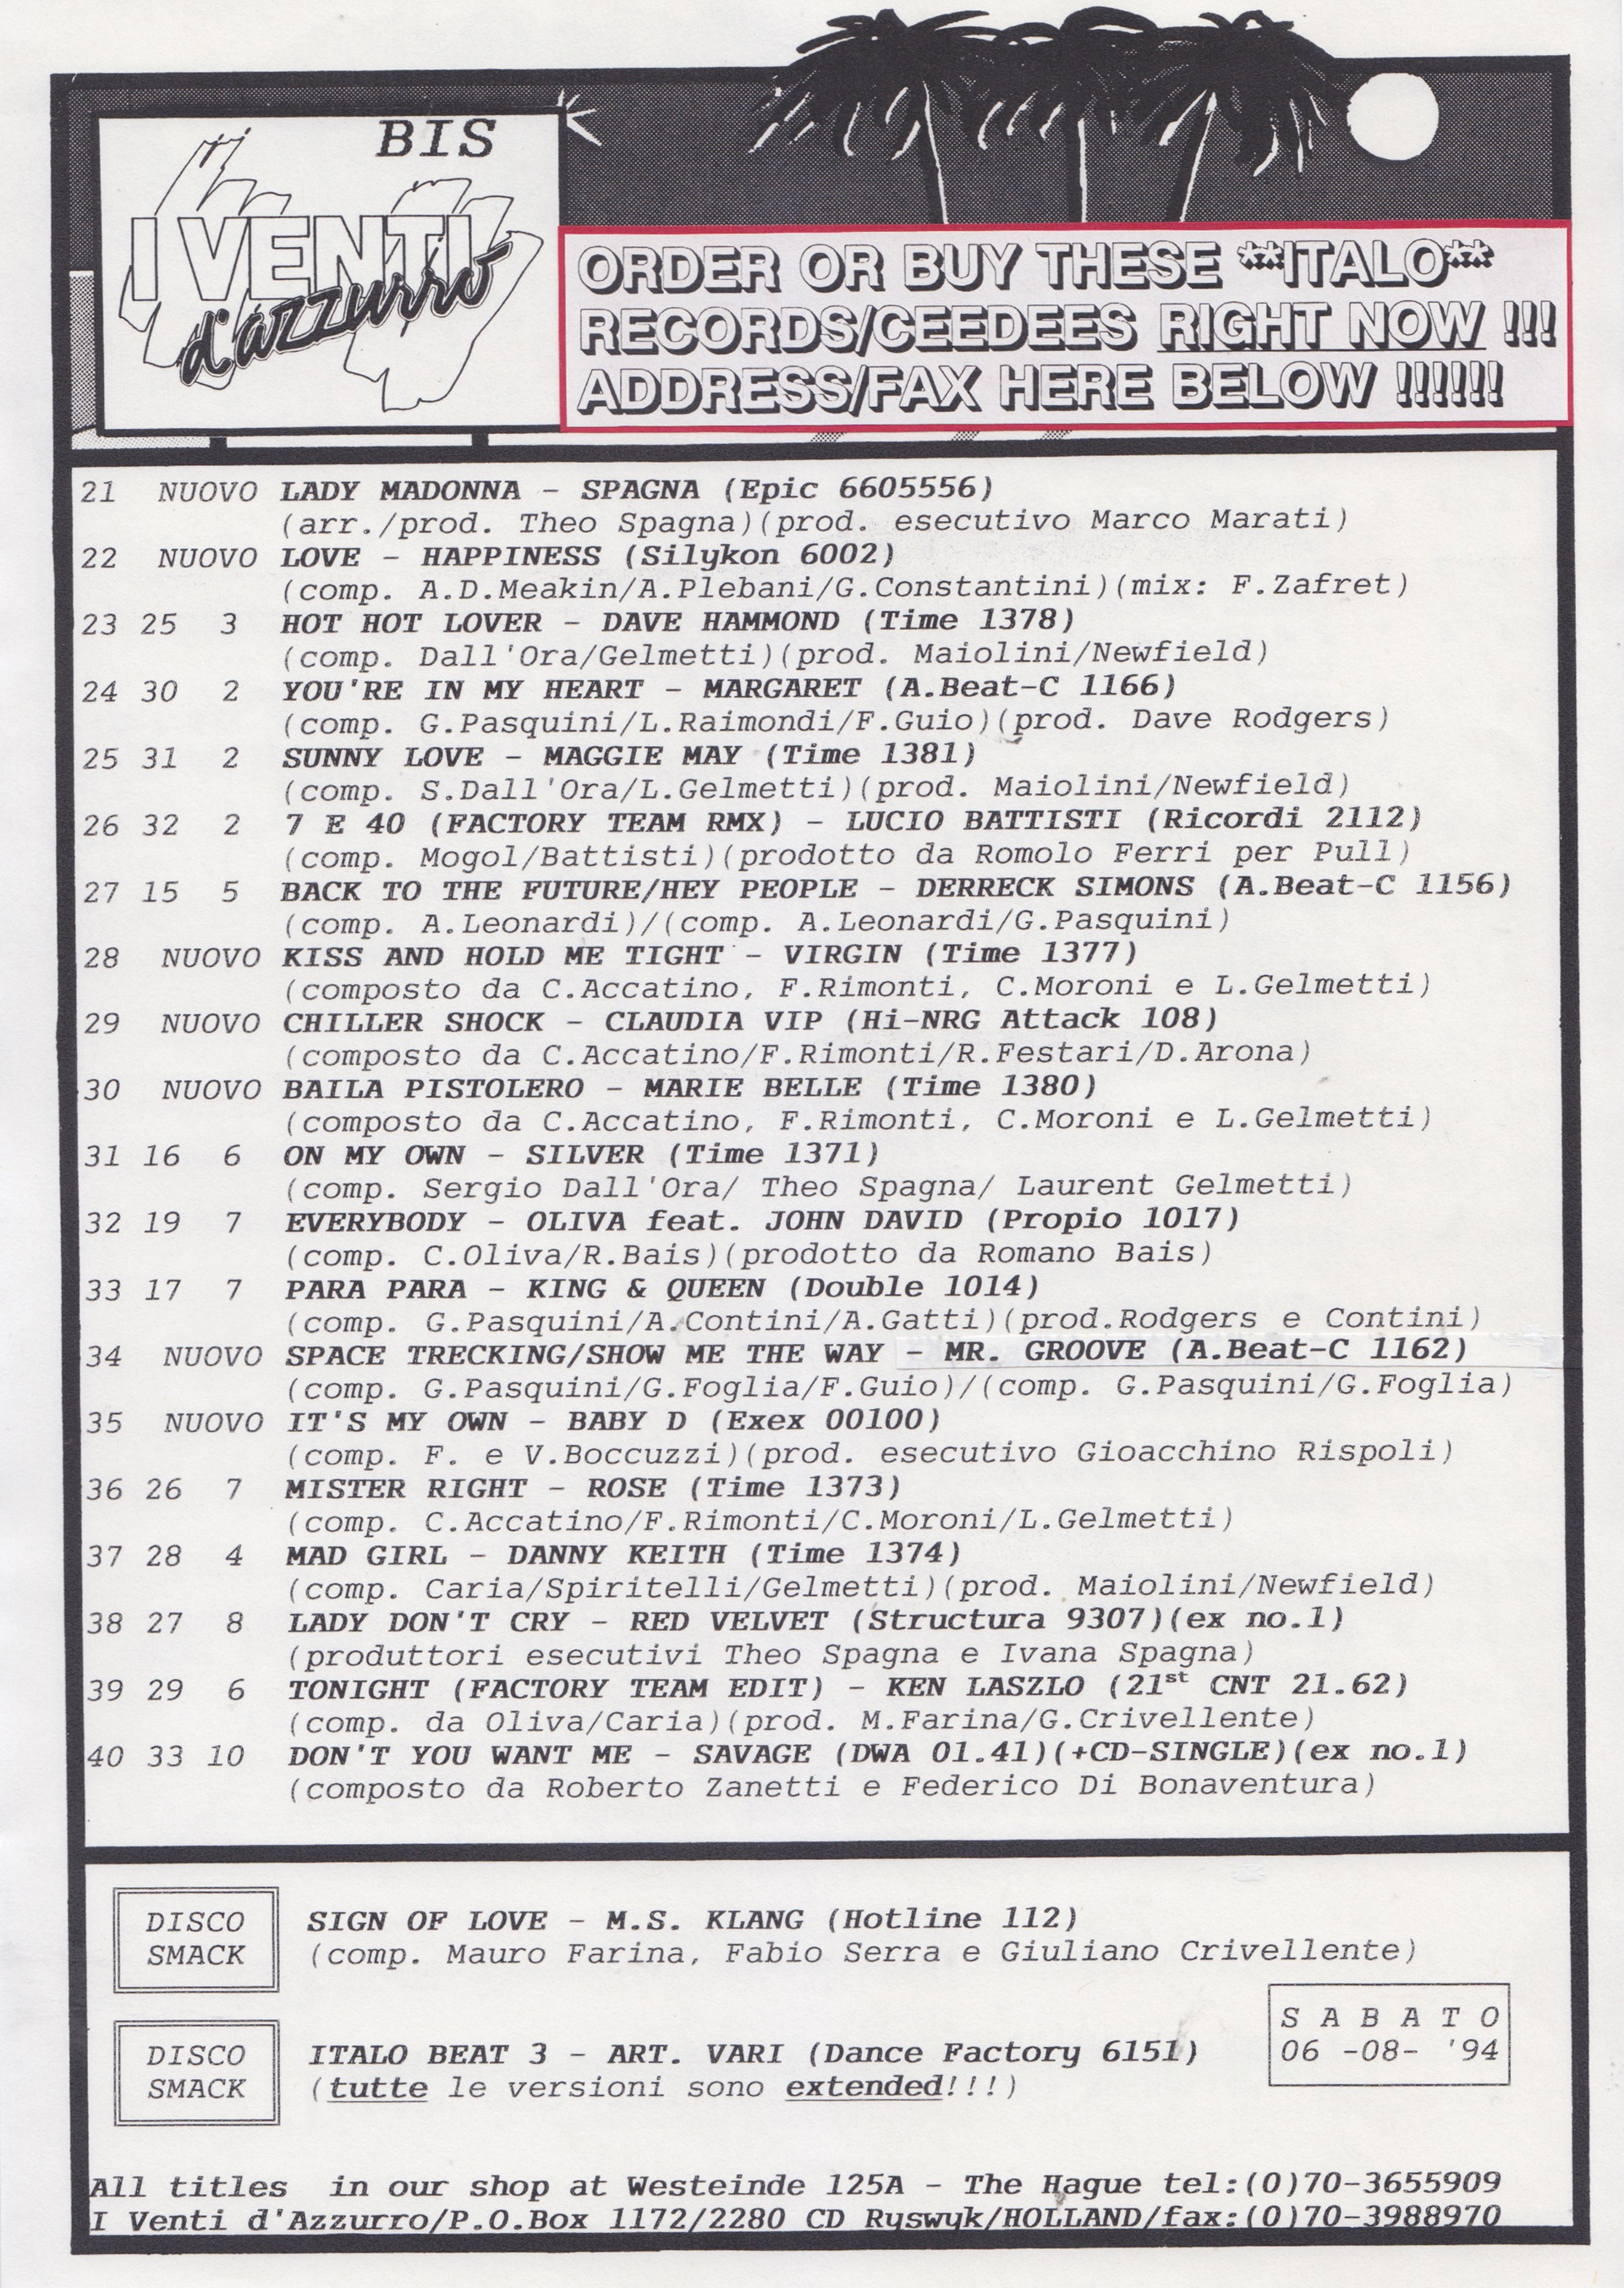 BIS
I VENTI
d'azzurro
ORDER OR BUY THESE **ITALO**
RECORDS/CEEDEES RIGHT NOW !!!
ADDRESS/FAX HERE BELOW !!!!!!
21 NUOVO LADY MADONNA - SPAGNA (Epic 6605556)
(arr./prod. Theo Spagna)(prod. esecutivo Marco Marati)
22 NUOVO LOVE - HAPPINESS (Silykon 6002)
(comp. A.D.Meakin/A.Plebani/G.Constantini)(mix: F.Zafret)
23 25 3 HOT HOT LOVER - DAVE HAMMOND (Time 1378)
(comp. Dall'Ora/Gelmetti)(prod. Maiolini/Newfield)
24 30 2 YOU'RE IN MY HEART - MARGARET (A.Beat-C 1166)
(comp. G.Pasquini/L.Raimondi/F.Guio)(prod. Dave Rodgers)
25 31 2 SUNNY LOVE - MAGGIE MAY (Time 1381)
(comp. S.Dall'Ora/L.Gelmetti)(prod. Maiolini/Newfield)
26 32 2 7 E 40 (FACTORY TEAM RMX) - LUCIO BATTISTI (Ricordi 2112)
(comp. Mogol/Battisti)(prodotto da Romolo Ferri per Pull)
27 15 5 BACK TO THE FUTURE/HEY PEOPLE - DERRECK SIMONS (A.Beat-C 1156)
(comp. A.Leonardi)/(comp. A.Leonardi/G.Pasquini)
28 NUOVO KISS AND HOLD ME TIGHT - VIRGIN (Time 1377)
(composto da C.Accatino, F.Rimonti, C.Moroni e L.Gelmetti)
29 NUOVO CHILLER SHOCK - CLAUDIA VIP (Hi-NRG Attack 108)
(composto da C.Accatino/F.Rimonti/R.Festari/D.Arona)
30 NUOVO BAILA PISTOLERO - MARIE BELLE (Time 1380)
(composto da C.Accatino, F.Rimonti, C.Moroni e L.Gelmetti)
31 16 6 ON MY OWN - SILVER (Time 1371)
(comp. Sergio Dall'Ora/ Theo Spagna/ Laurent Gelmetti)
32 19 7 EVERYBODY - OLIVA feat. JOHN DAVID (Propio 1017)
(comp. C.Oliva/R.Bais)(prodotto da Romano Bais)
33 17 7 PARA PARA - KING & QUEEN (Double 1014)
(comp. G.Pasquini/A.Contini/A.Gatti)(prod.Rodgers e Contini)
34 NUOVO SPACE TRECKING/SHOW ME THE WAY - MR. GROOVE (A.Beat-C 1162)
(comp. G.Pasquini/G.Foglia/F.Guio)/(comp. G.Pasquini/G.Foglia)
35 NUOVO IT'S MY OWN - BABY D (Exex 00100)
(comp. F. e V.Boccuzzi)(prod. esecutivo Gioacchino Rispoli)
36 26 7 MISTER RIGHT - ROSE (Time 1373)
(comp. C.Accatino/F.Rimonti/C.Moroni/L.Gelmetti)
37 28 4 MAD GIRL - DANNY KEITH (Time 1374)
(comp. Caria/Spiritelli/Gelmetti)(prod. Maiolini/Newfield)
38 27 8 LADY DON'T CRY - RED VELVET (Structura 9307)(ex no.1)
(produttori esecutivi Theo Spagna e Ivana Spagna)
39 29 6 TONIGHT (FACTORY TEAM EDIT) - KEN LASZLO (21st CNT 21.62)
(comp. da Oliva/Caria)(prod. M.Farina/G.Crivellente)
40 33 10 DON'T YOU WANT ME - SAVAGE (DWA 01.41)(+CD-SINGLE)(ex no.1)
(composto da Roberto Zanetti e Federico Di Bonaventura)
DISCO SIGN OF LOVE - M.S. KLANG (Hotline 112)
SMACK (comp. Mauro Farina, Fabio Serra e Giuliano Crivellente)
S A B A T O
06 -08- '94
DISCO ITALO BEAT 3 - ART. VARI (Dance Factory 6151)
SMACK (tutte le versioni sono extended!!!)
All titles in our shop at Westeinde 125A - The Hague tel:(0)70-3655909
I Venti d'Azzurro/P.O.Box 1172/2280 CD Ryswyk/HOLLAND/fax:(0)70-3988970